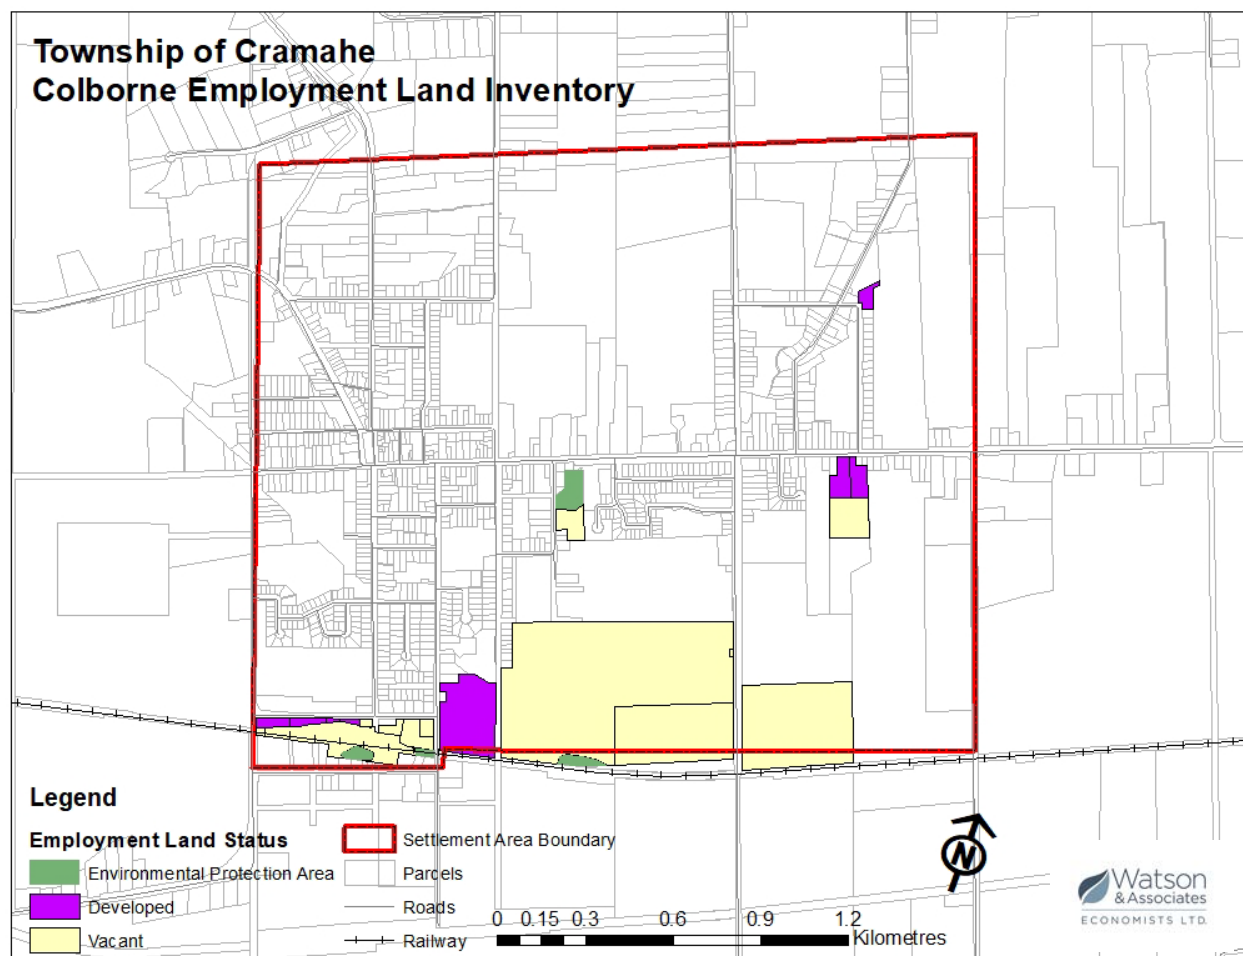 Township of Cramahe
Colborne Employment Land Inventory
Legend
Employment Land Status
Environmental Protection Area
Developed
Vacant
Settlement Area Boundary
Parcels
Roads
Railway
0 0.15 0.3 0.6 0.9 1.2
Kilometres
N
Watson
& Associates
ECONOMISTS LTD.